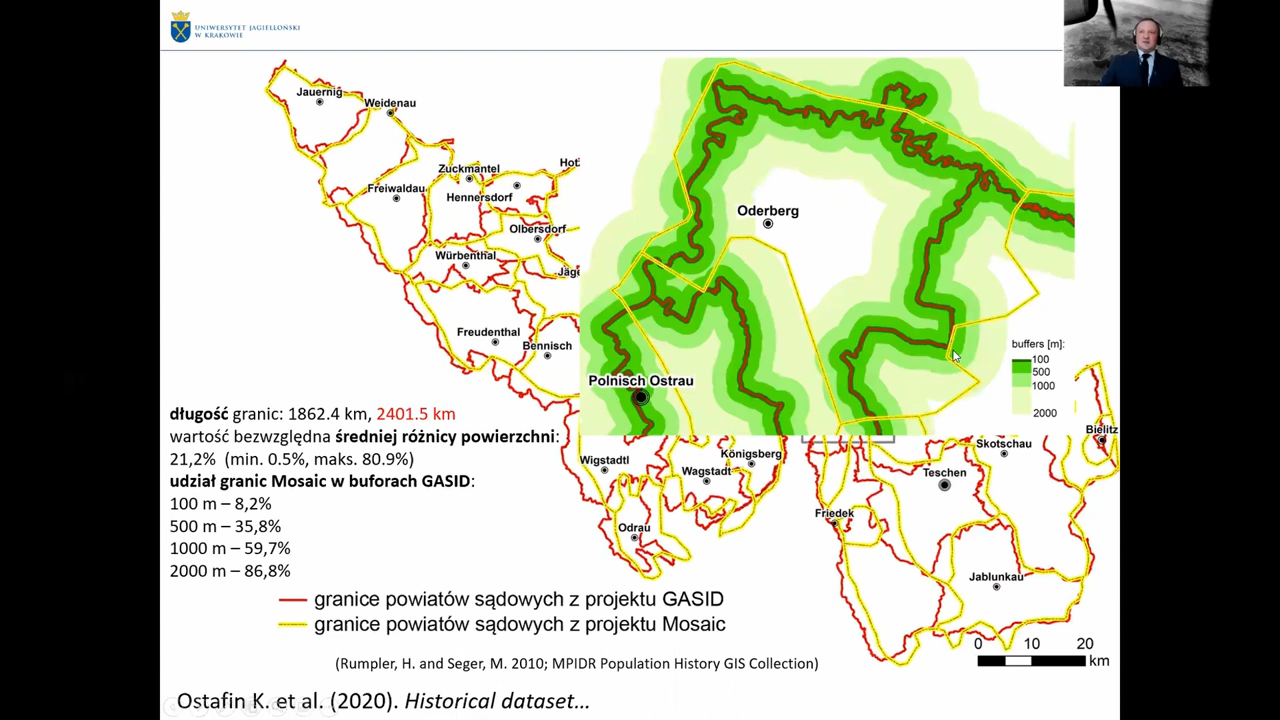 UNIWERSYTET JAGIELLOŃSKI
W KRAKOWIE
Jauernig
Weidenau
Zuckmantel
Hot
Freiwaldau
Hennersdorf
Olbersdorf
Würbenthal
Jäge
Freudenthal
Bennisch
Oderberg
Polnisch Ostrau
buffers [m]:
100
500
1000
2000
długość granic: 1862.4 km, 2401.5 km
wartość bezwzględna średniej różnicy powierzchni:
21,2% (min. 0.5%, maks. 80.9%)
udział granic Mosaic w buforach GASID:
100 m – 8,2%
500 m – 35,8%
1000 m – 59,7%
2000 m – 86,8%
Wigstadtl
Wagstadt
Königsberg
Odrau
Friedek
Teschen
Skotschau
Bielitz
Jablunkau
granice powiatów sądowych z projektu GASID
granice powiatów sądowych z projektu Mosaic
0 10 20
km
(Rumpler, H. and Seger, M. 2010; MPIDR Population History GIS Collection)
Ostafin K. et al. (2020). Historical dataset…